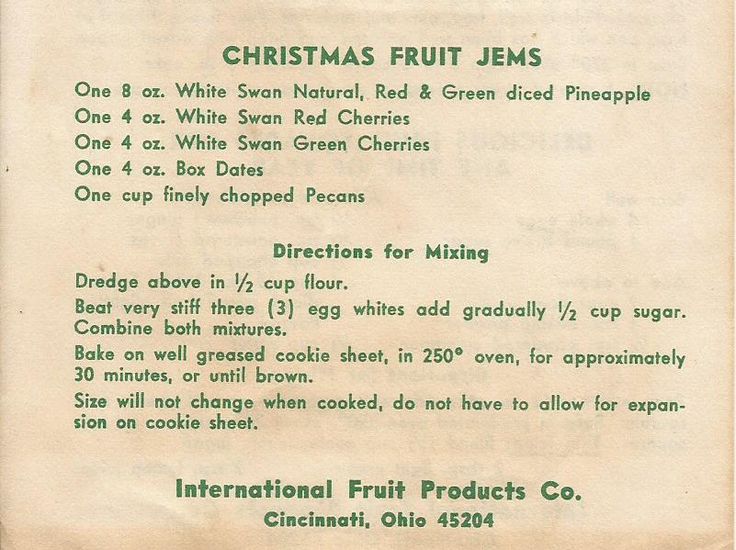 CHRISTMAS FRUIT JEMS
One 8 oz. White Swan Natural, Red & Green diced Pineapple
One 4 oz. White Swan Red Cherries
One 4 oz. White Swan Green Cherries
One 4 oz. Box Dates
One cup finely chopped Pecans
Directions for Mixing
Dredge above in ½ cup flour.
Beat very stiff three (3) egg whites add gradually ½ cup sugar.
Combine both mixtures.
Bake on well greased cookie sheet, in 250° oven, for approximately
30 minutes, or until brown.
Size will not change when cooked, do not have to allow for expan-
sion on cookie sheet.
International Fruit Products Co.
Cincinnati, Ohio 45204